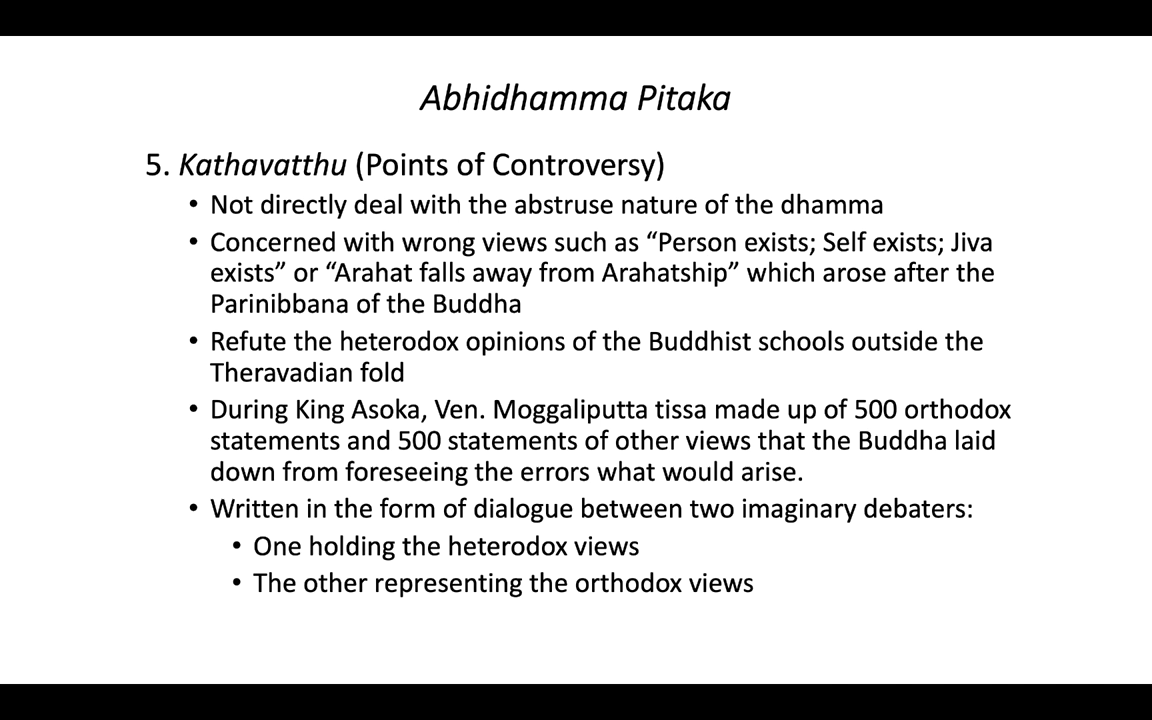 Abhidhamma Pitaka
5. Kathavatthu (Points of Controversy)
• Not directly deal with the abstruse nature of the dhamma
• Concerned with wrong views such as “Person exists; Self exists; Jiva
exists” or “Arahat falls away from Arahatship” which arose after the
Parinibbana of the Buddha
• Refute the heterodox opinions of the Buddhist schools outside the
Theravadian fold
• During King Asoka, Ven. Moggaliputta tissa made up of 500 orthodox
statements and 500 statements of other views that the Buddha laid
down from foreseeing the errors what would arise.
• Written in the form of dialogue between two imaginary debaters:
• One holding the heterodox views
• The other representing the orthodox views